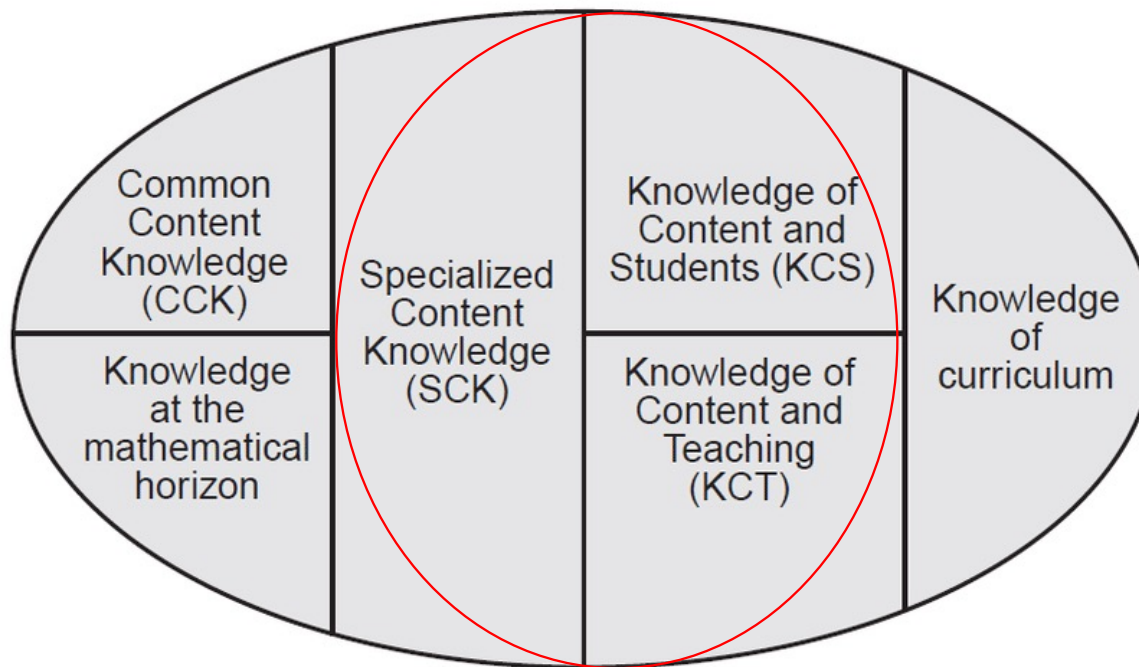 Common
Content
Knowledge
(CCK)
Knowledge
at the
mathematical
horizon
Specialized
Content
Knowledge
(SCK)
Knowledge of
Content and
Students (KCS)
Knowledge of
Content and
Teaching
(KCT)
Knowledge
of
curriculum